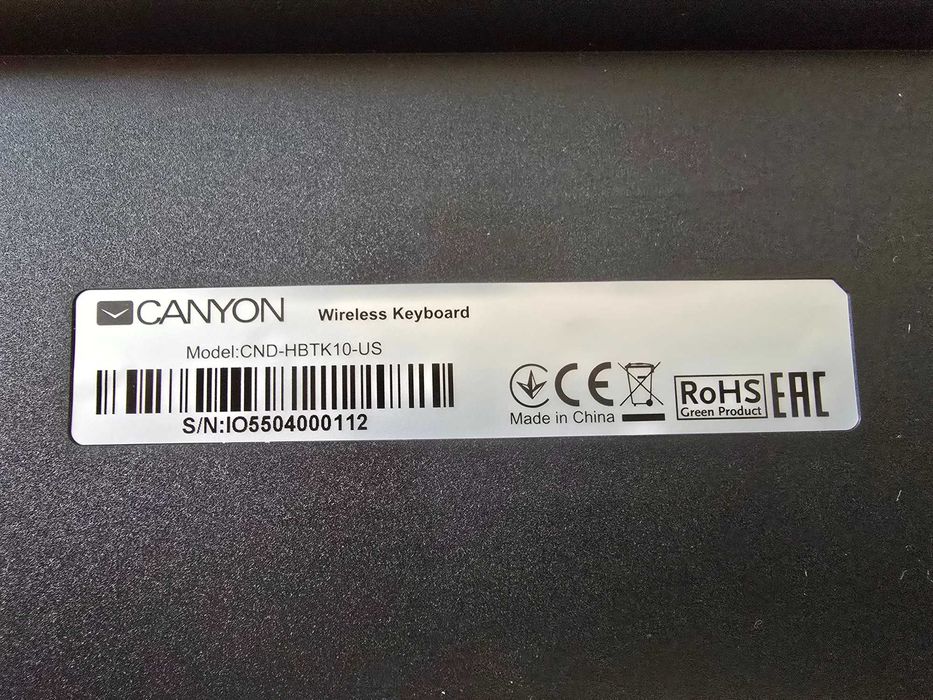 CANYON Wireless Keyboard
Model:CND-HBTK10-US
S/N:IO5504000112
CE
Made in China
RoHS
Green Product
EAC